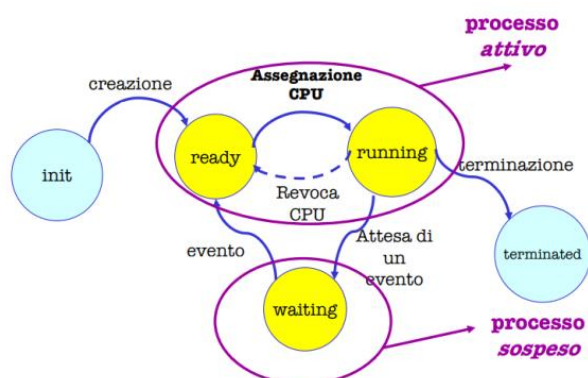 processo
attivo
creazione
Assegnazione
CPU
init
ready
running
terminazione
Revoca
CPU
evento
Attesa di
un
evento
terminated
waiting
processo
sospeso